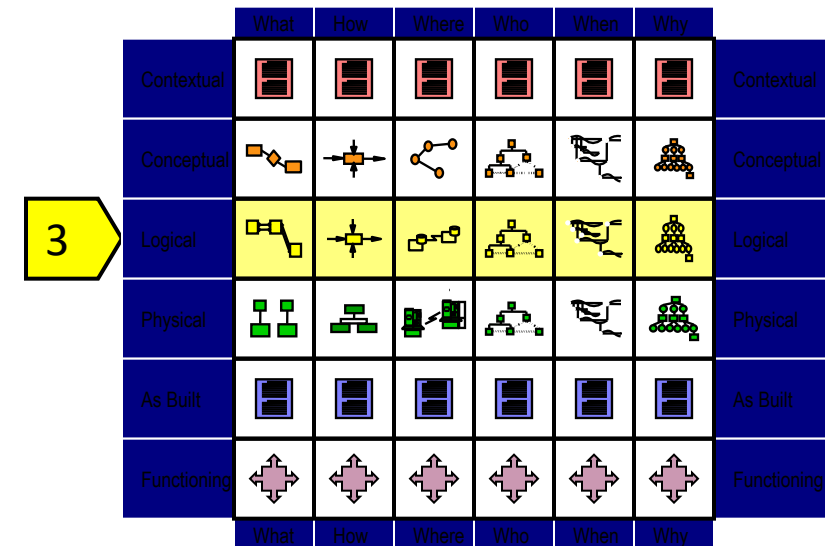 What How Where Who When Why
Contextual Contextual
Conceptual Conceptual
3 Logical Logical
Physical Physical
As Built As Built
Functioning Functioning
What How Where Who When Why